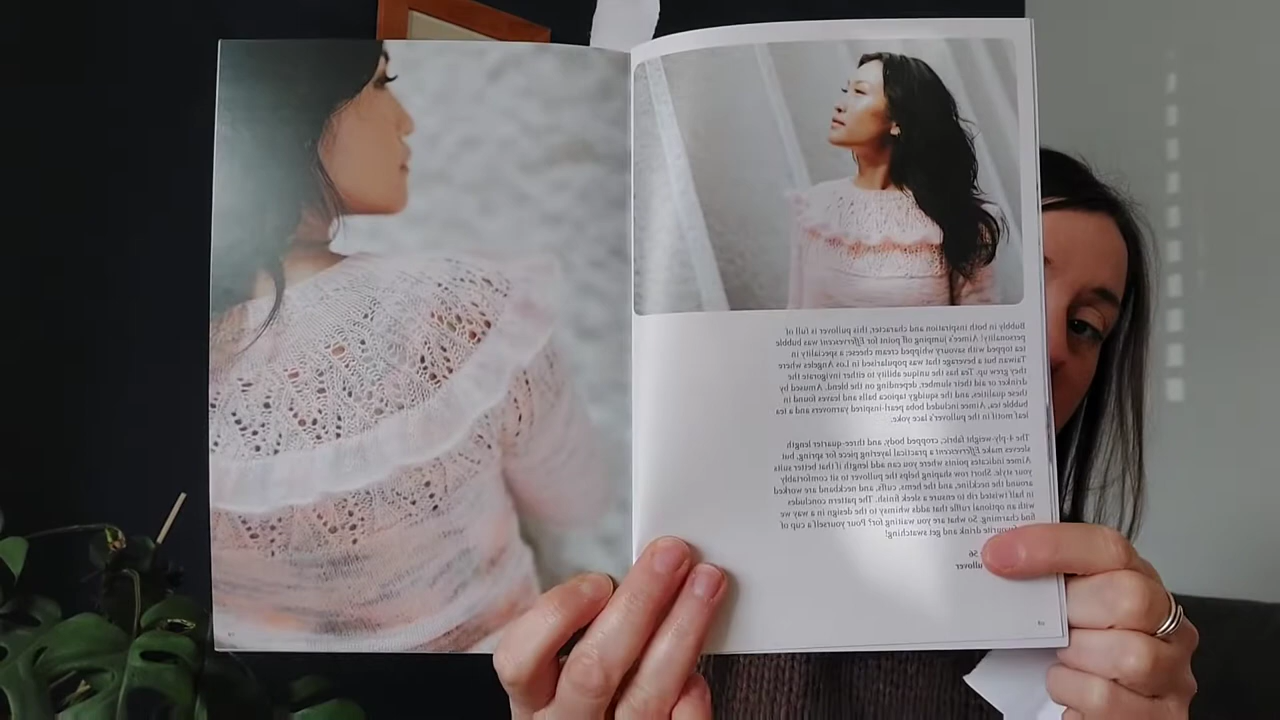 Bubbly in both inspiration and character, this pullover is full of
personality! Aimee's jumping off point for Effervescent was bubble
tea topped with savoury whipped cream cheese; a speciality in
Taiwan but a beverage that was popularised in Los Angeles where
they grew up. Tea has the unique ability to either invigorate the
drinker or aid their slumber, depending on the blend. Amused by
these qualities, and the squidgy tapioca balls and leaves found in
bubble tea, Aimee included boba pearl-inspired yarnovers and a tea
leaf motif in the pullover's lace yoke.
The 4-ply-weight fabric, cropped body, and three-quarter length
sleeves make Effervescent a practical layering piece for spring, but
Aimee indicates points where you can add length if that better suits
your style. Short row shaping helps the pullover to sit comfortably
around the neckline, and the hems, cuffs, and neckband are worked
in half twisted rib to ensure a sleek finish. The pattern concludes
with an optional ruffle that adds whimsy to the design in a way we
find charming. So what are you waiting for? Pour yourself a cup of
favourite drink and get swatching!
56
pullover